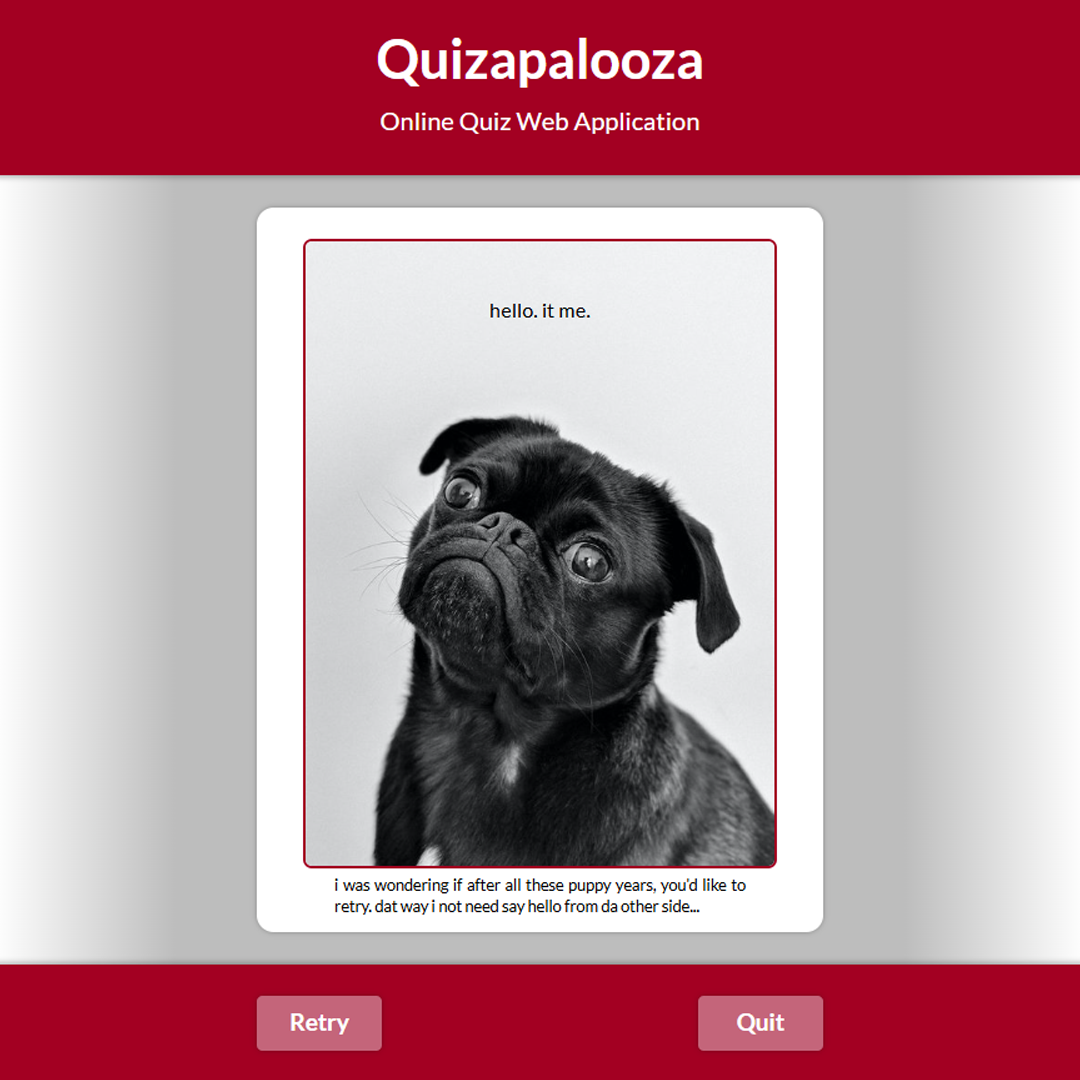 Quizapalooza
Online Quiz Web Application
hello. it me.
i was wondering if after all these puppy years, you'd like to
retry. dat way i not need say hello from da other side...
Retry
Quit